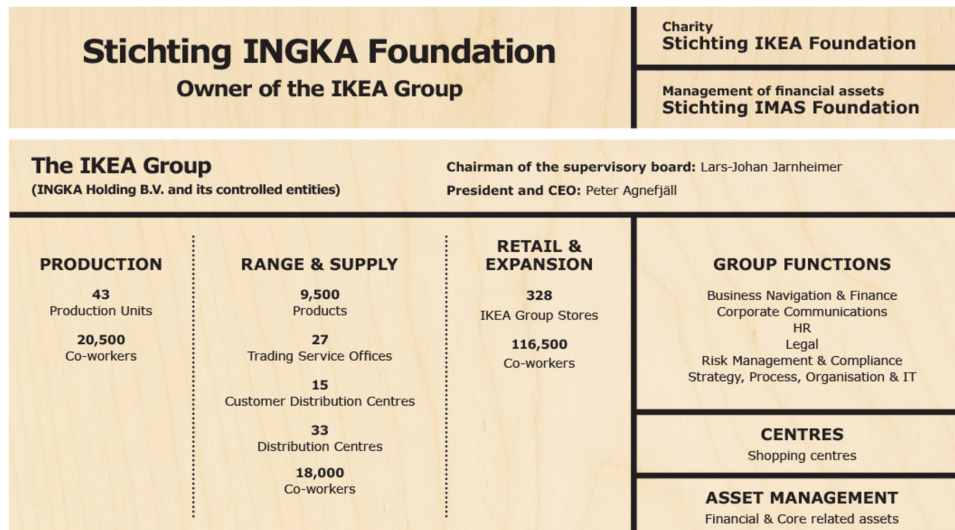 Stichting INGKA Foundation
Owner of the IKEA Group
Charity
Stichting IKEA Foundation
Management of financial assets
Stichting IMAS Foundation
The IKEA Group
(INGKA Holding B.V. and its controlled entities)
Chairman of the supervisory board: Lars-Johan Jarnheimer
President and CEO: Peter Agnefjäll
PRODUCTION
43
Production Units
20,500
Co-workers
RANGE & SUPPLY
9,500
Products
27
Trading Service Offices
15
Customer Distribution Centres
33
Distribution Centres
18,000
Co-workers
RETAIL &
EXPANSION
328
IKEA Group Stores
116,500
Co-workers
GROUP FUNCTIONS
Business Navigation & Finance
Corporate Communications
HR
Legal
Risk Management & Compliance
Strategy, Process, Organisation & IT
CENTRES
Shopping centres
ASSET MANAGEMENT
Financial & Core related assets